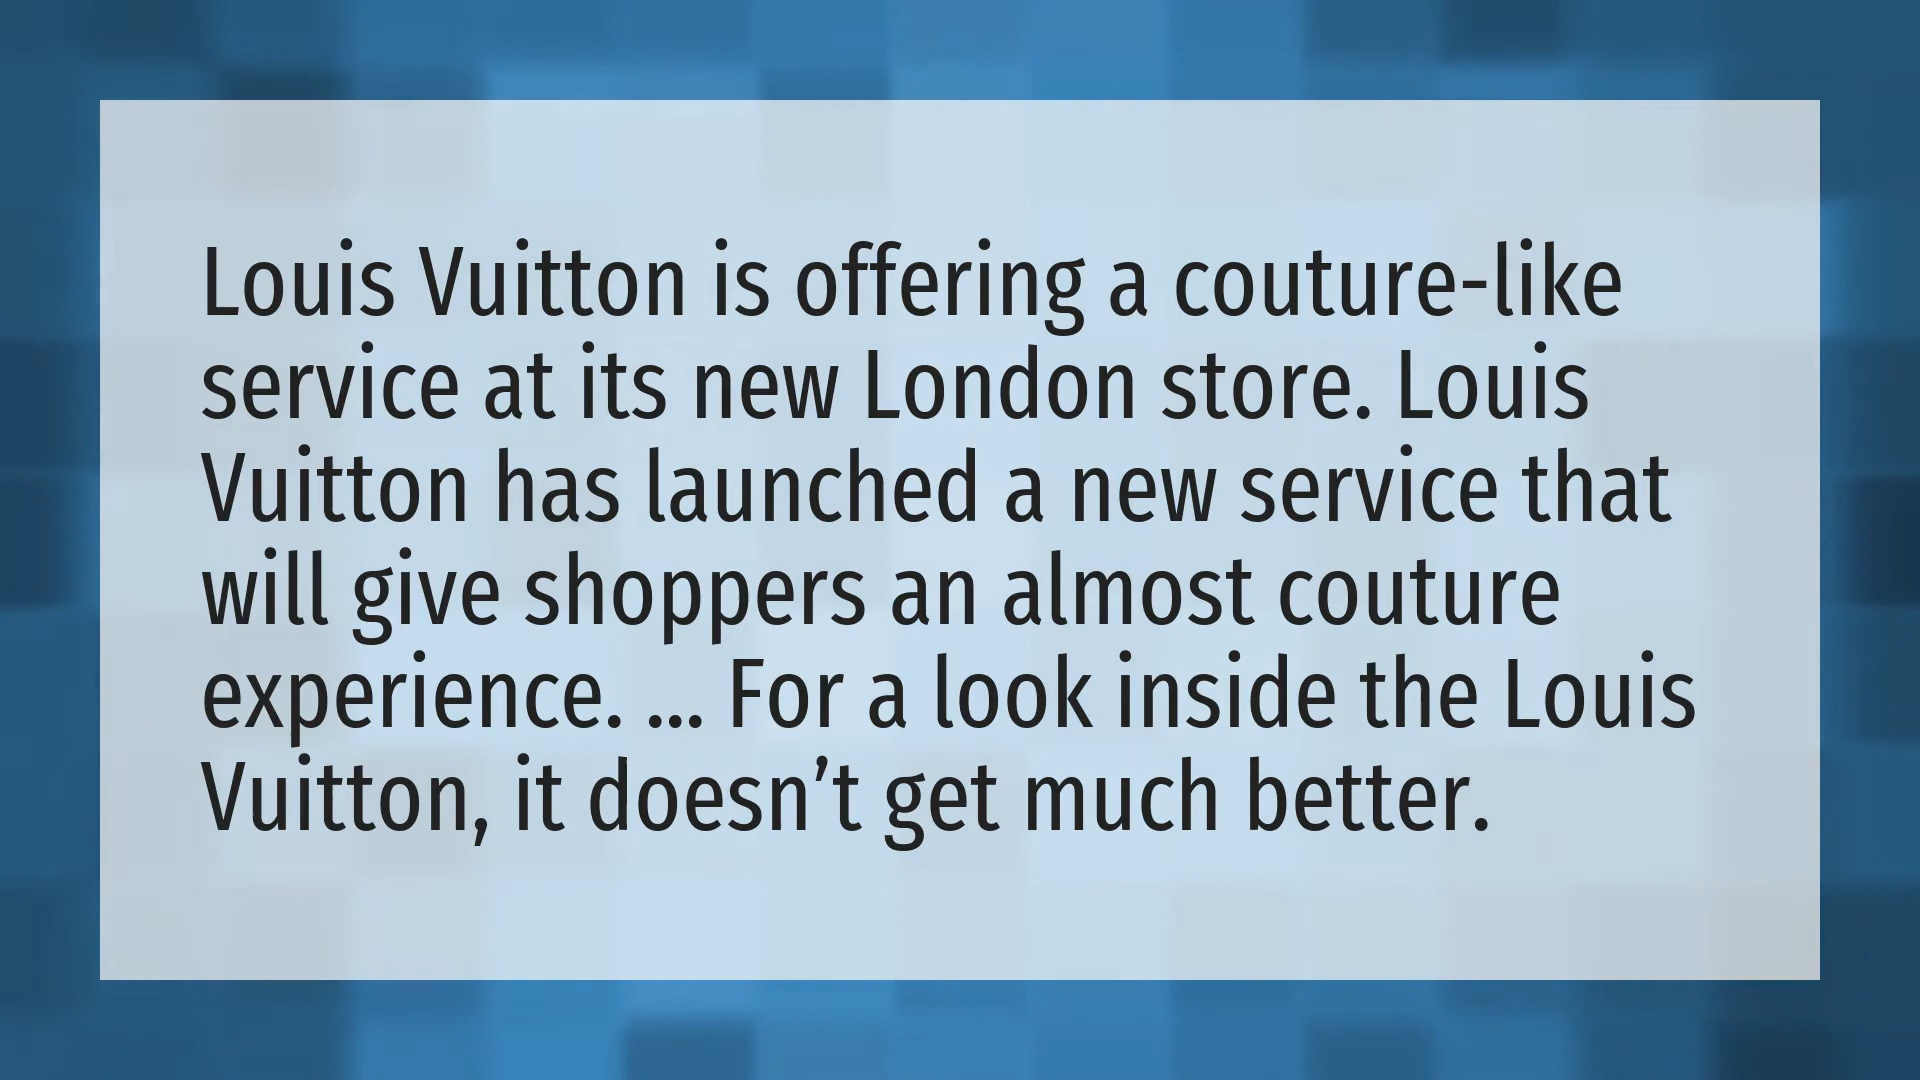 Louis Vuitton is offering a couture-like
service at its new London store. Louis
Vuitton has launched a new service that
will give shoppers an almost couture
experience. ... For a look inside the Louis
Vuitton, it doesn’t get much better.